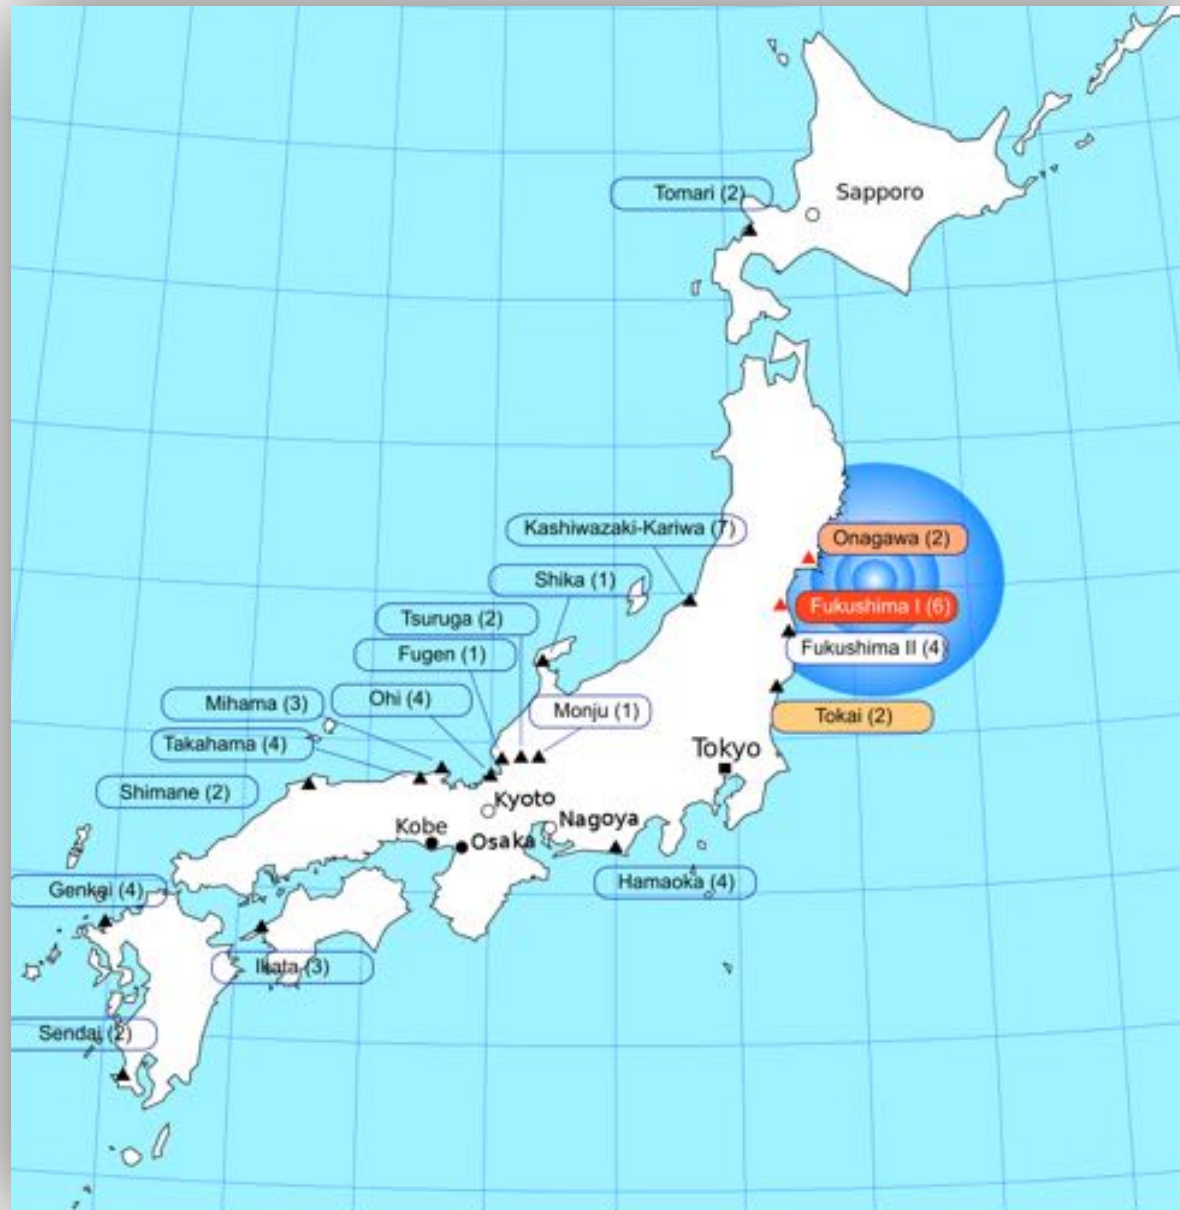 Tomari (2)
Sapporo
Kashiwazaki-Kariwa (7)
Onagawa (2)
Shika (1)
Fukushima I (6)
Tsuruga (2)
Fukushima II (4)
Fugen (1)
Ohi (4)
Mihama (3)
Monju (1)
Tokai (2)
Takahama (4)
Tokyo
Shimane (2)
Kyoto
Nagoya
Kobe
Osaka
Hamaoka (4)
Genkai (4)
Ikata (3)
Sendai (2)